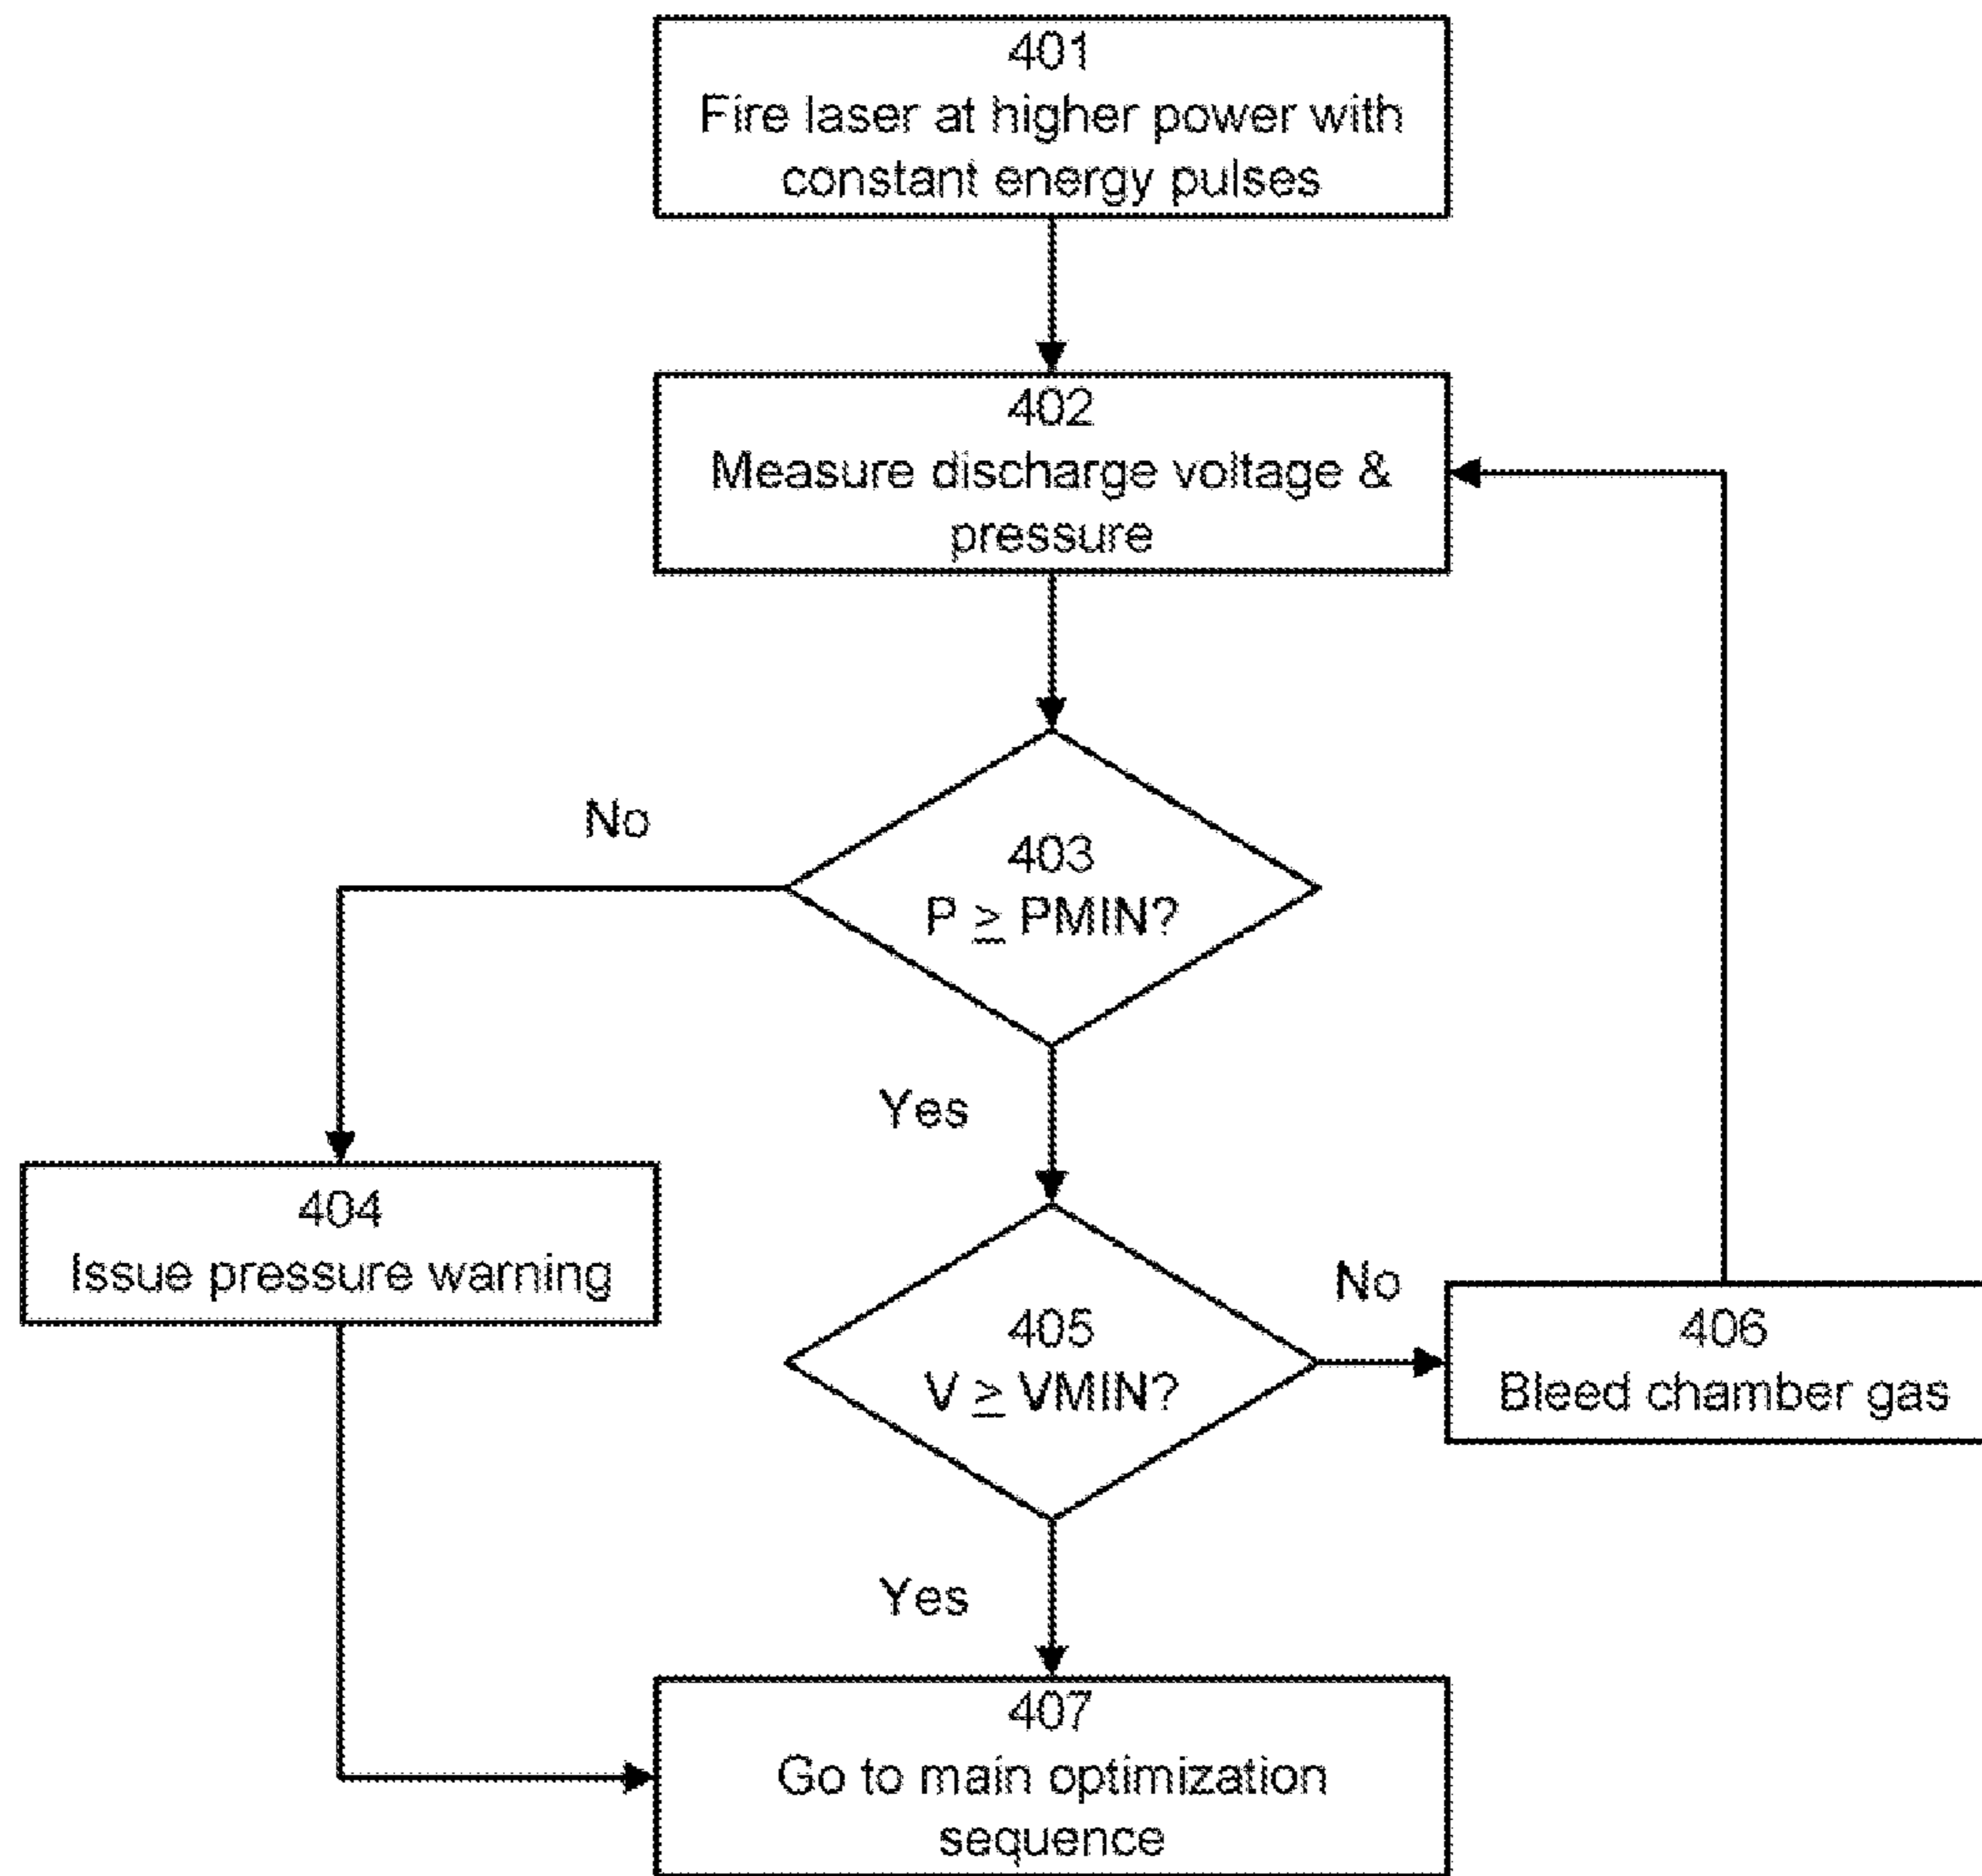 401
Fire laser at higher power with
constant energy pulses
402
Measure discharge voltage &
pressure
No
403
P ≥ PMIN?
Yes
404
Issue pressure warning
405
V ≥ VMIN?
No
406
Bleed chamber gas
Yes
407
Go to main optimization
sequence